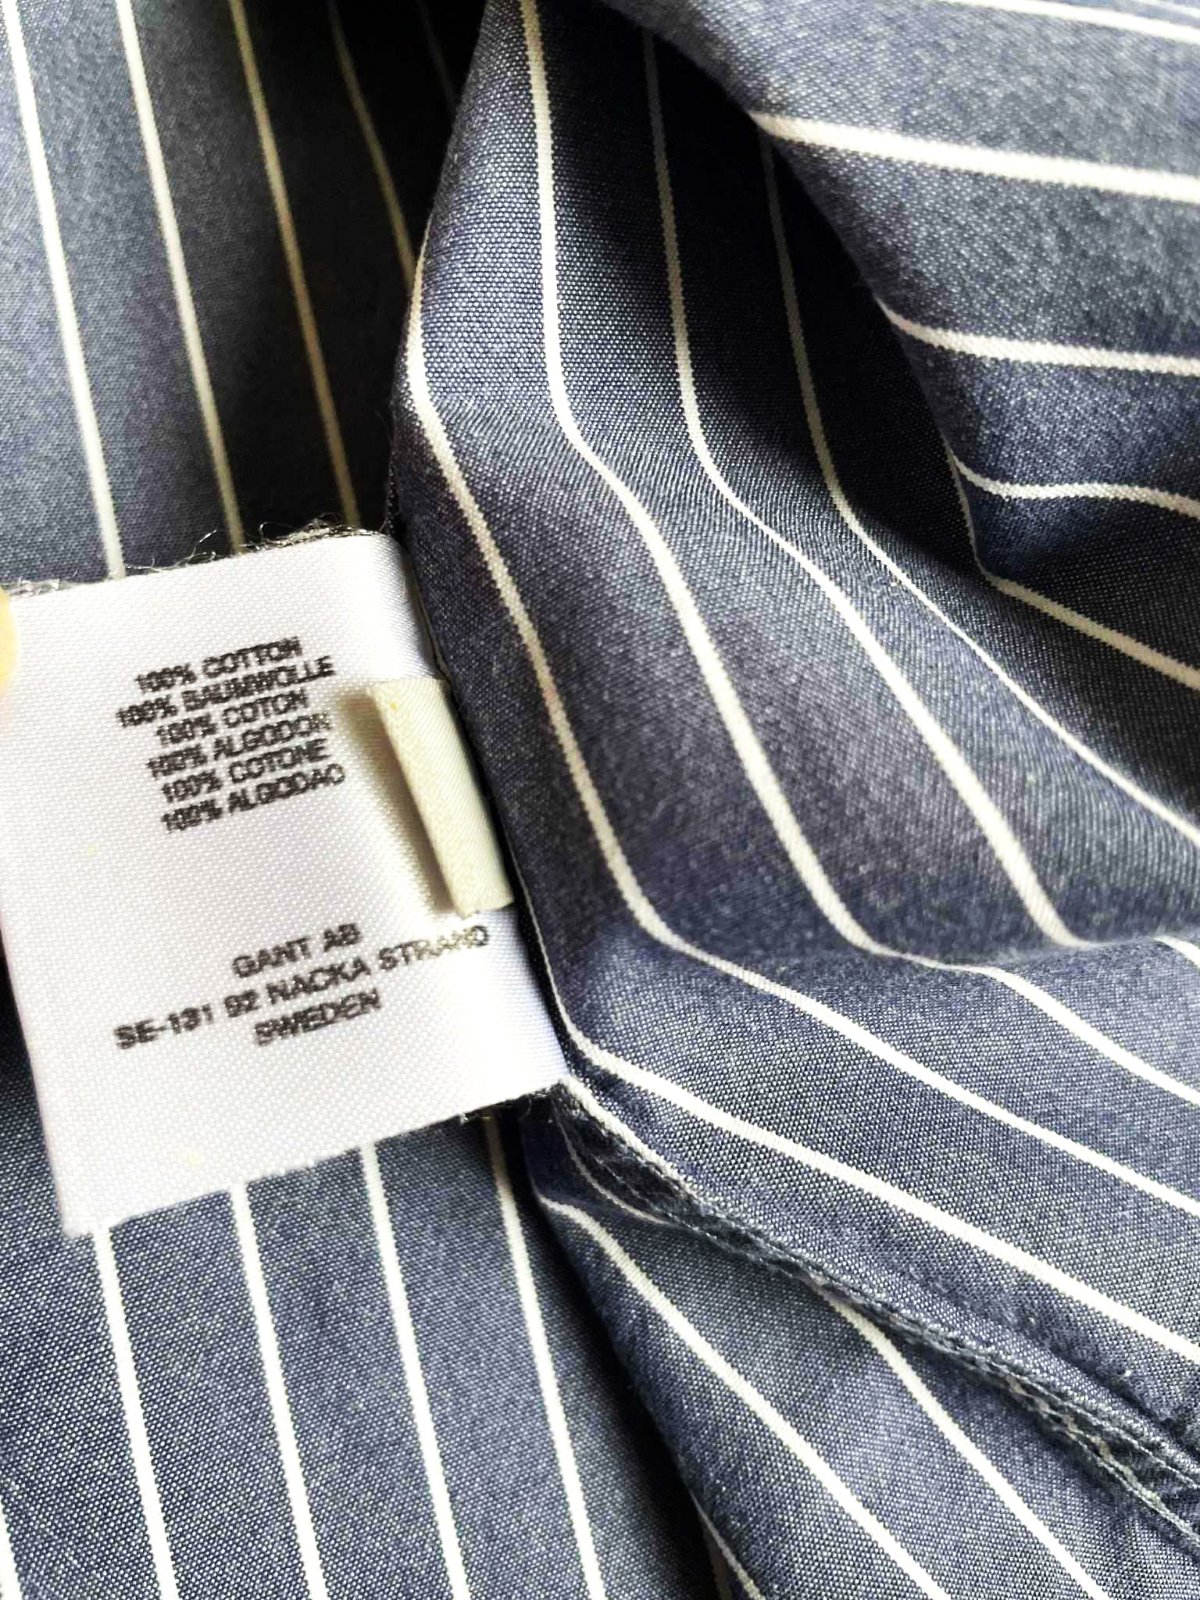 100% COTTON
100% BAUMWOLLE
100% COTON
100% ALGODON
100% COTONE
100% ALGODAO
GANT AB
SE-131 92 NACKA STRAND
SWEDEN